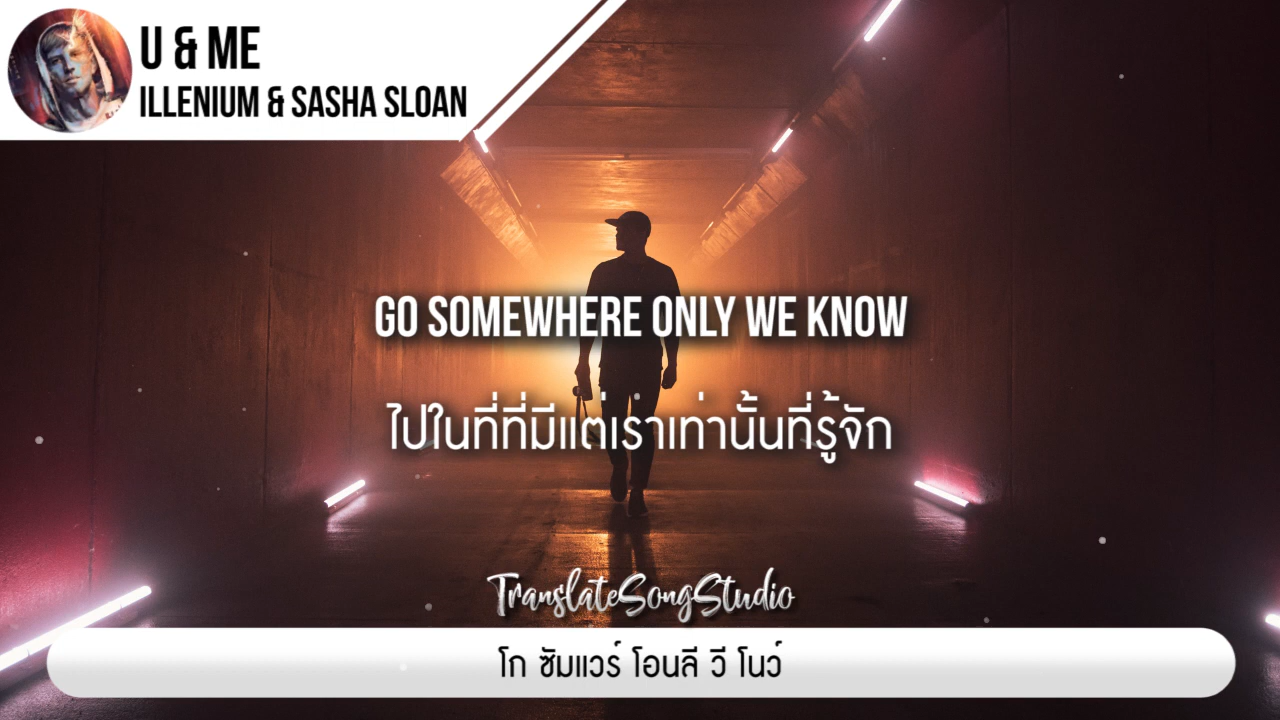 U & ME
ILLENIUM & SASHA SLOAN
GO SOMEWHERE ONLY WE KNOW
ไปในที่ที่มีแต่เราเท่านั้นที่รู้จัก
TranslateSongStudio
โก ซัมแวร์ โอนลี วี โนว์